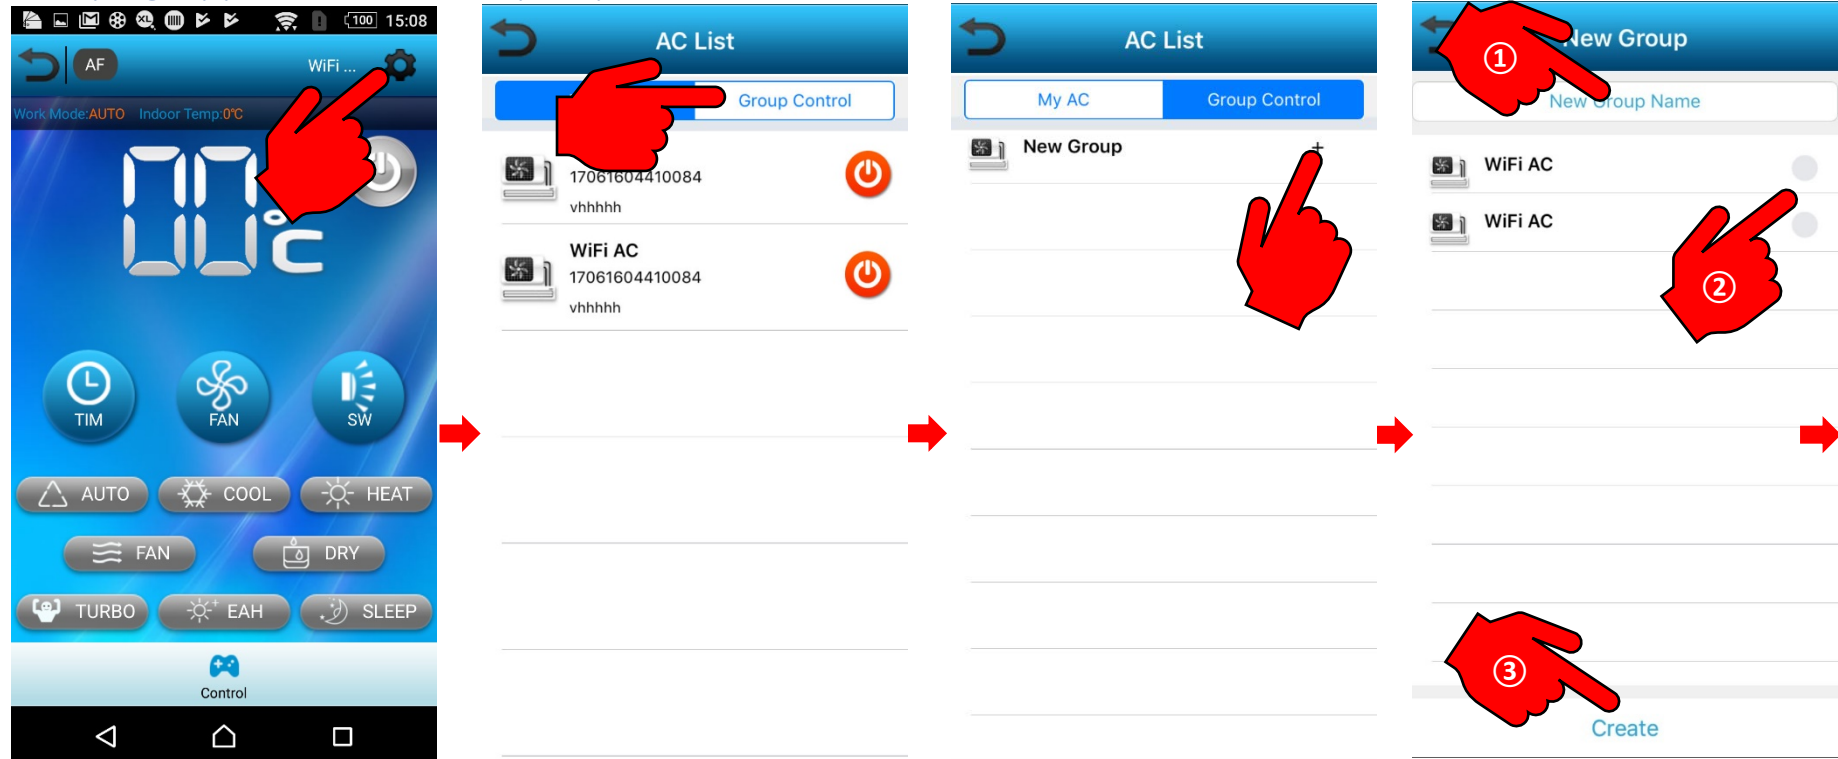 100 15:08
AF
WiFi ...
Work Mode:AUTO Indoor Temp:0℃
00℃
TIM
FAN
SW
AUTO
COOL
HEAT
FAN
DRY
TURBO
EAH
SLEEP
Control
AC List
Group Control
17061604410084
vhhhhh
WiFi AC
17061604410084
vhhhhh
AC List
My AC
Group Control
New Group
+
New Group
①
New Group Name
WiFi AC
WiFi AC
②
③
Create